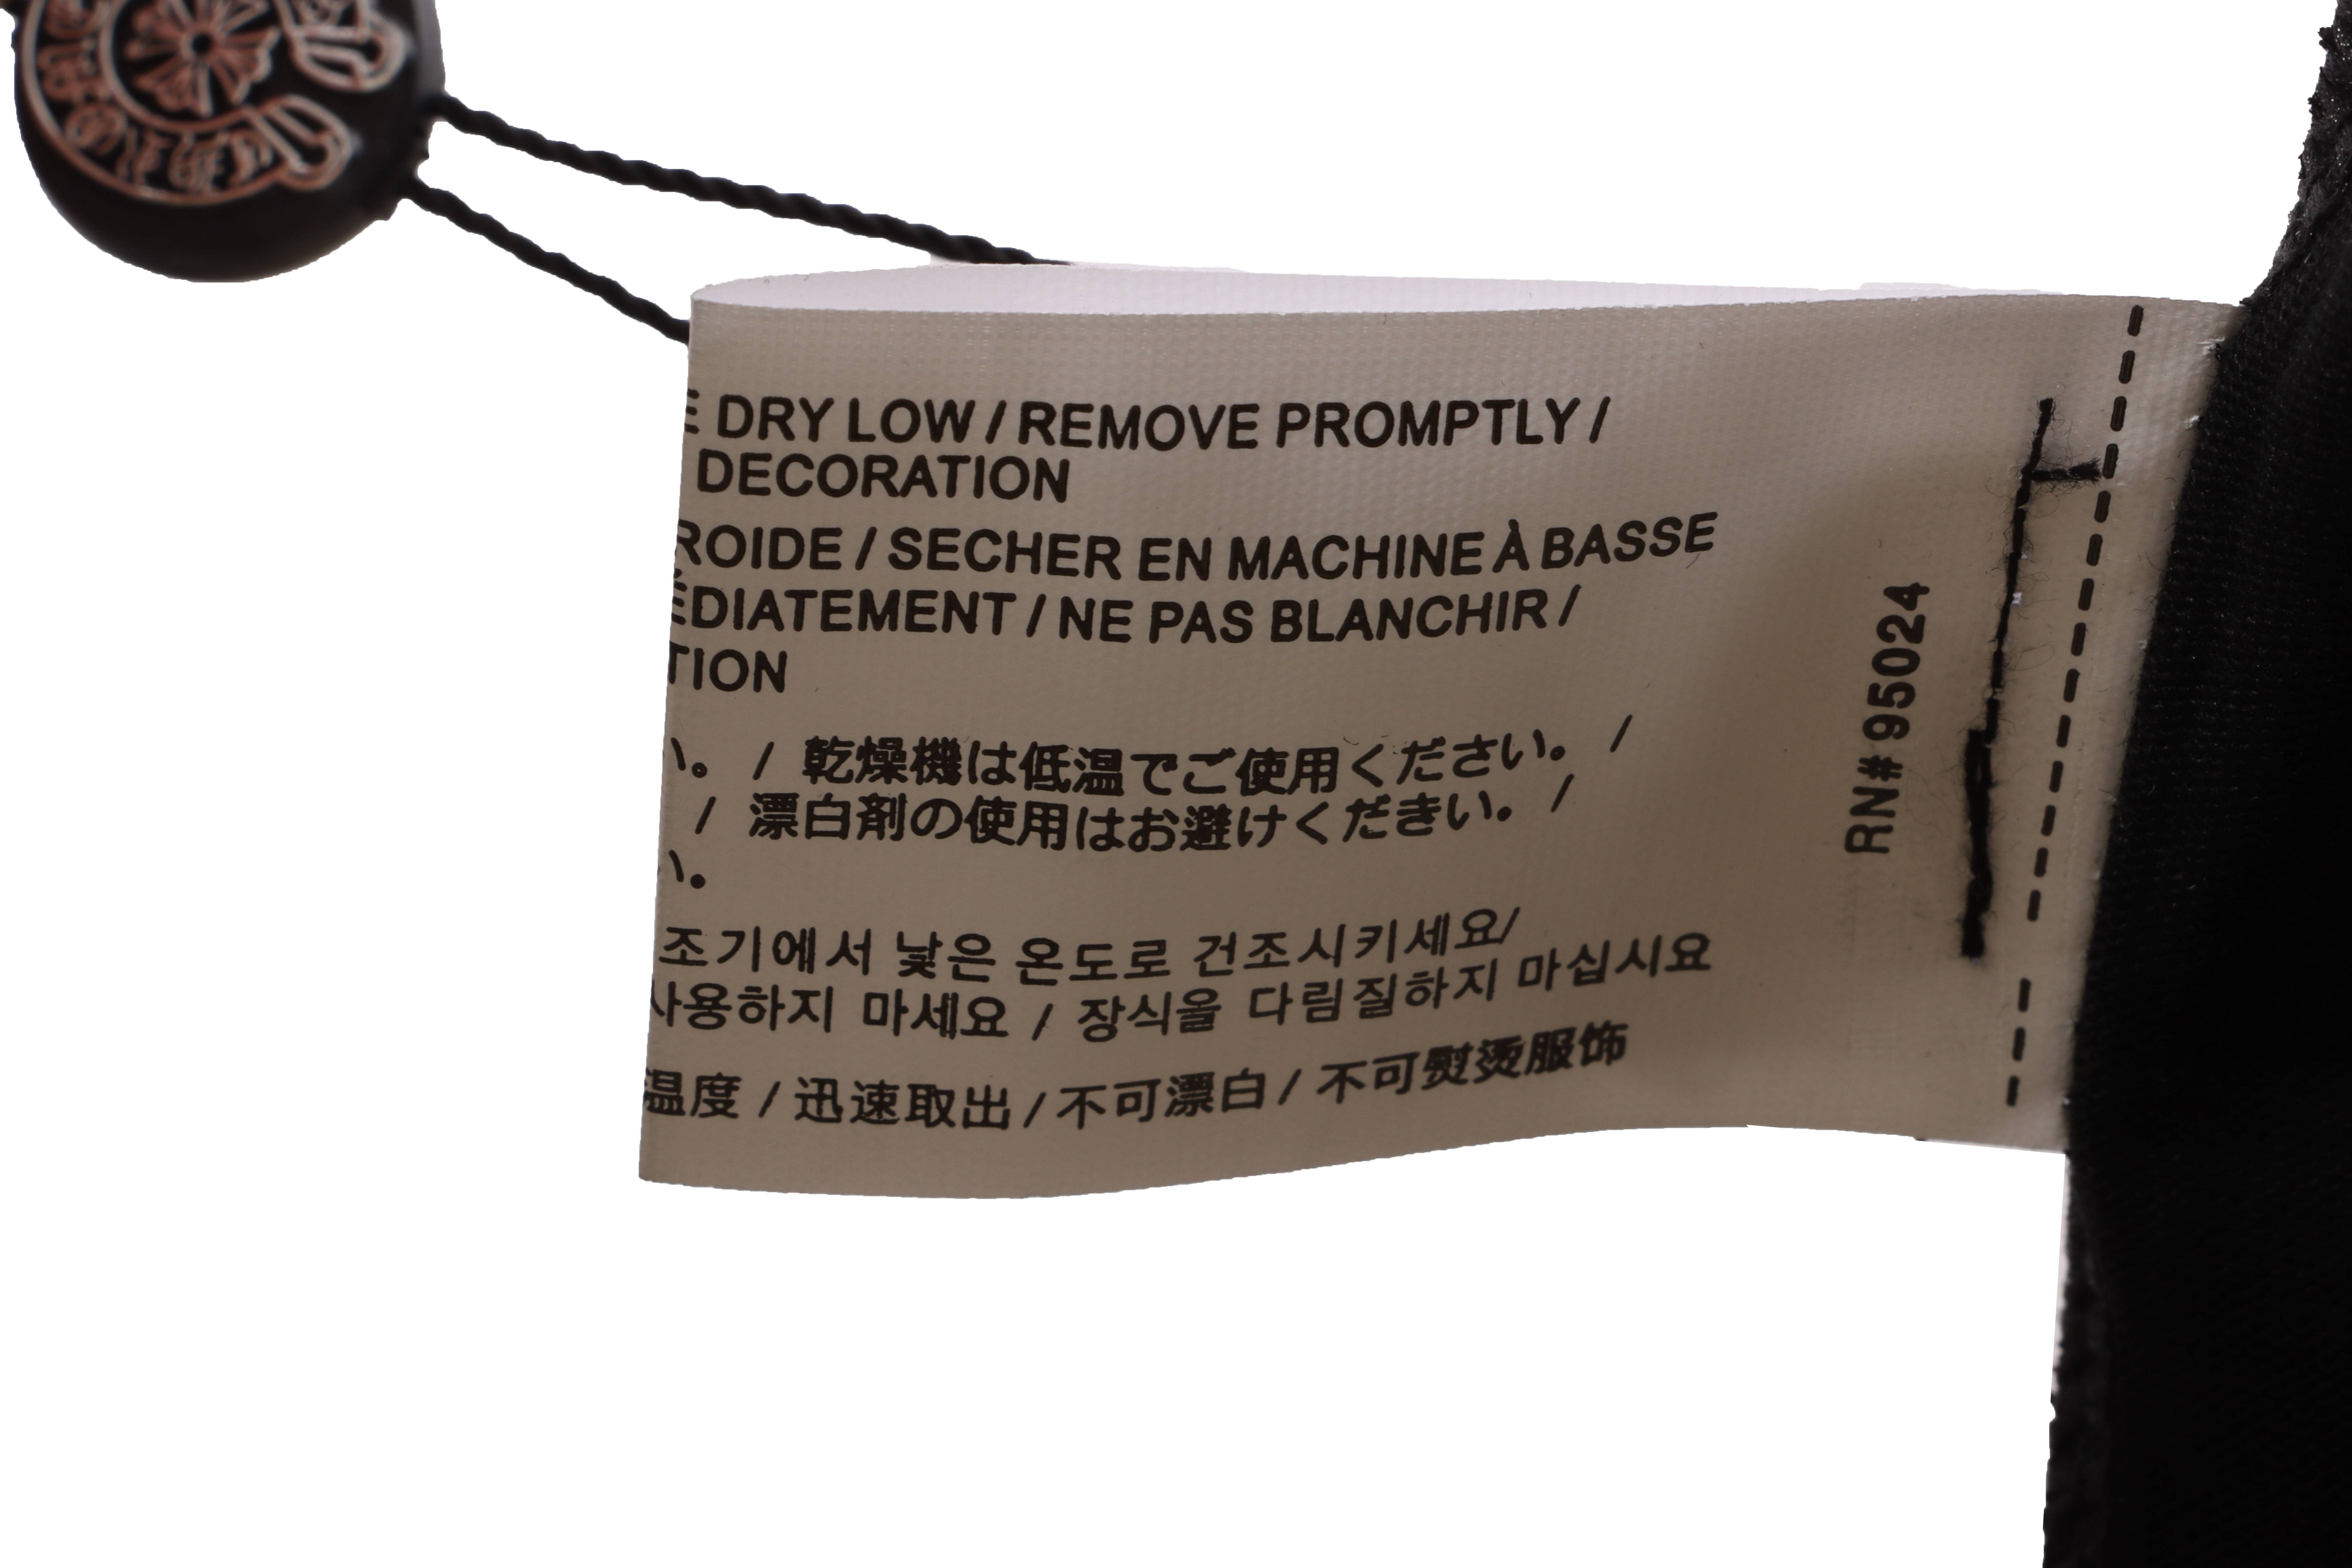 E DRY LOW / REMOVE PROMPTLY /
DECORATION
ROIDE / SECHER EN MACHINE À BASSE
ÉDIATEMENT / NE PAS BLANCHIR /
TION
い。 / 乾燥機は低温でご使用ください。 /
/ 漂白剤の使用はお避けくだきい。 /
い。
조기에서 낮은 온도로 건조시키세요/
사용하지 마세요 / 장식울 다림질하지 마십시요
温度 / 迅速取出 / 不可漂白 / 不可熨烫服饰
RN# 95024